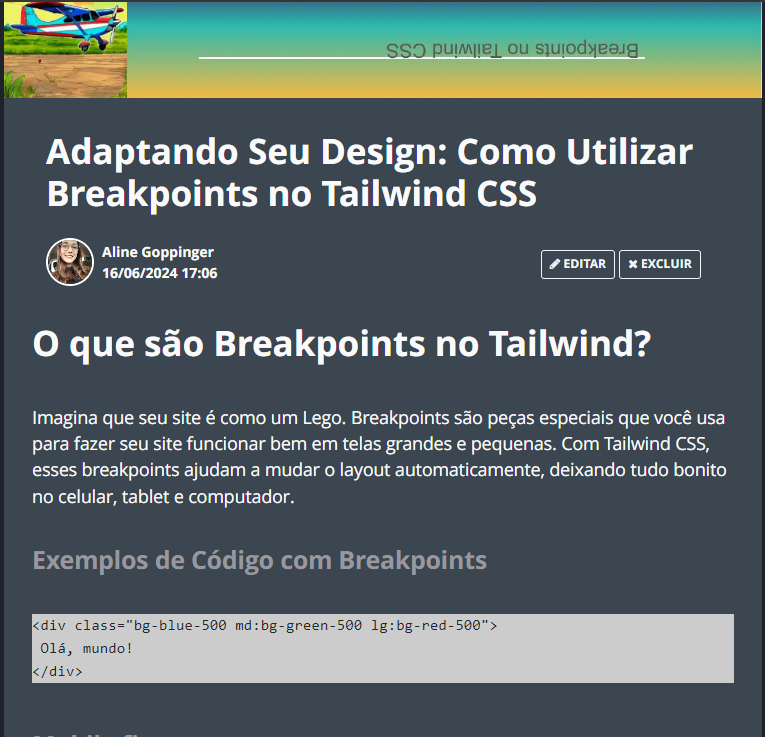 Breakpoints no Tailwind CSS
Adaptando Seu Design: Como Utilizar
Breakpoints no Tailwind CSS
Aline Goppinger
16/06/2024 17:06
EDITAR
EXCLUIR
O que são Breakpoints no Tailwind?
Imagina que seu site é como um Lego. Breakpoints são peças especiais que você usa
para fazer seu site funcionar bem em telas grandes e pequenas. Com Tailwind CSS,
esses breakpoints ajudam a mudar o layout automaticamente, deixando tudo bonito
no celular, tablet e computador.
Exemplos de Código com Breakpoints
<div class="bg-blue-500 md:bg-green-500 lg:bg-red-500">
Olá, mundo!
</div>